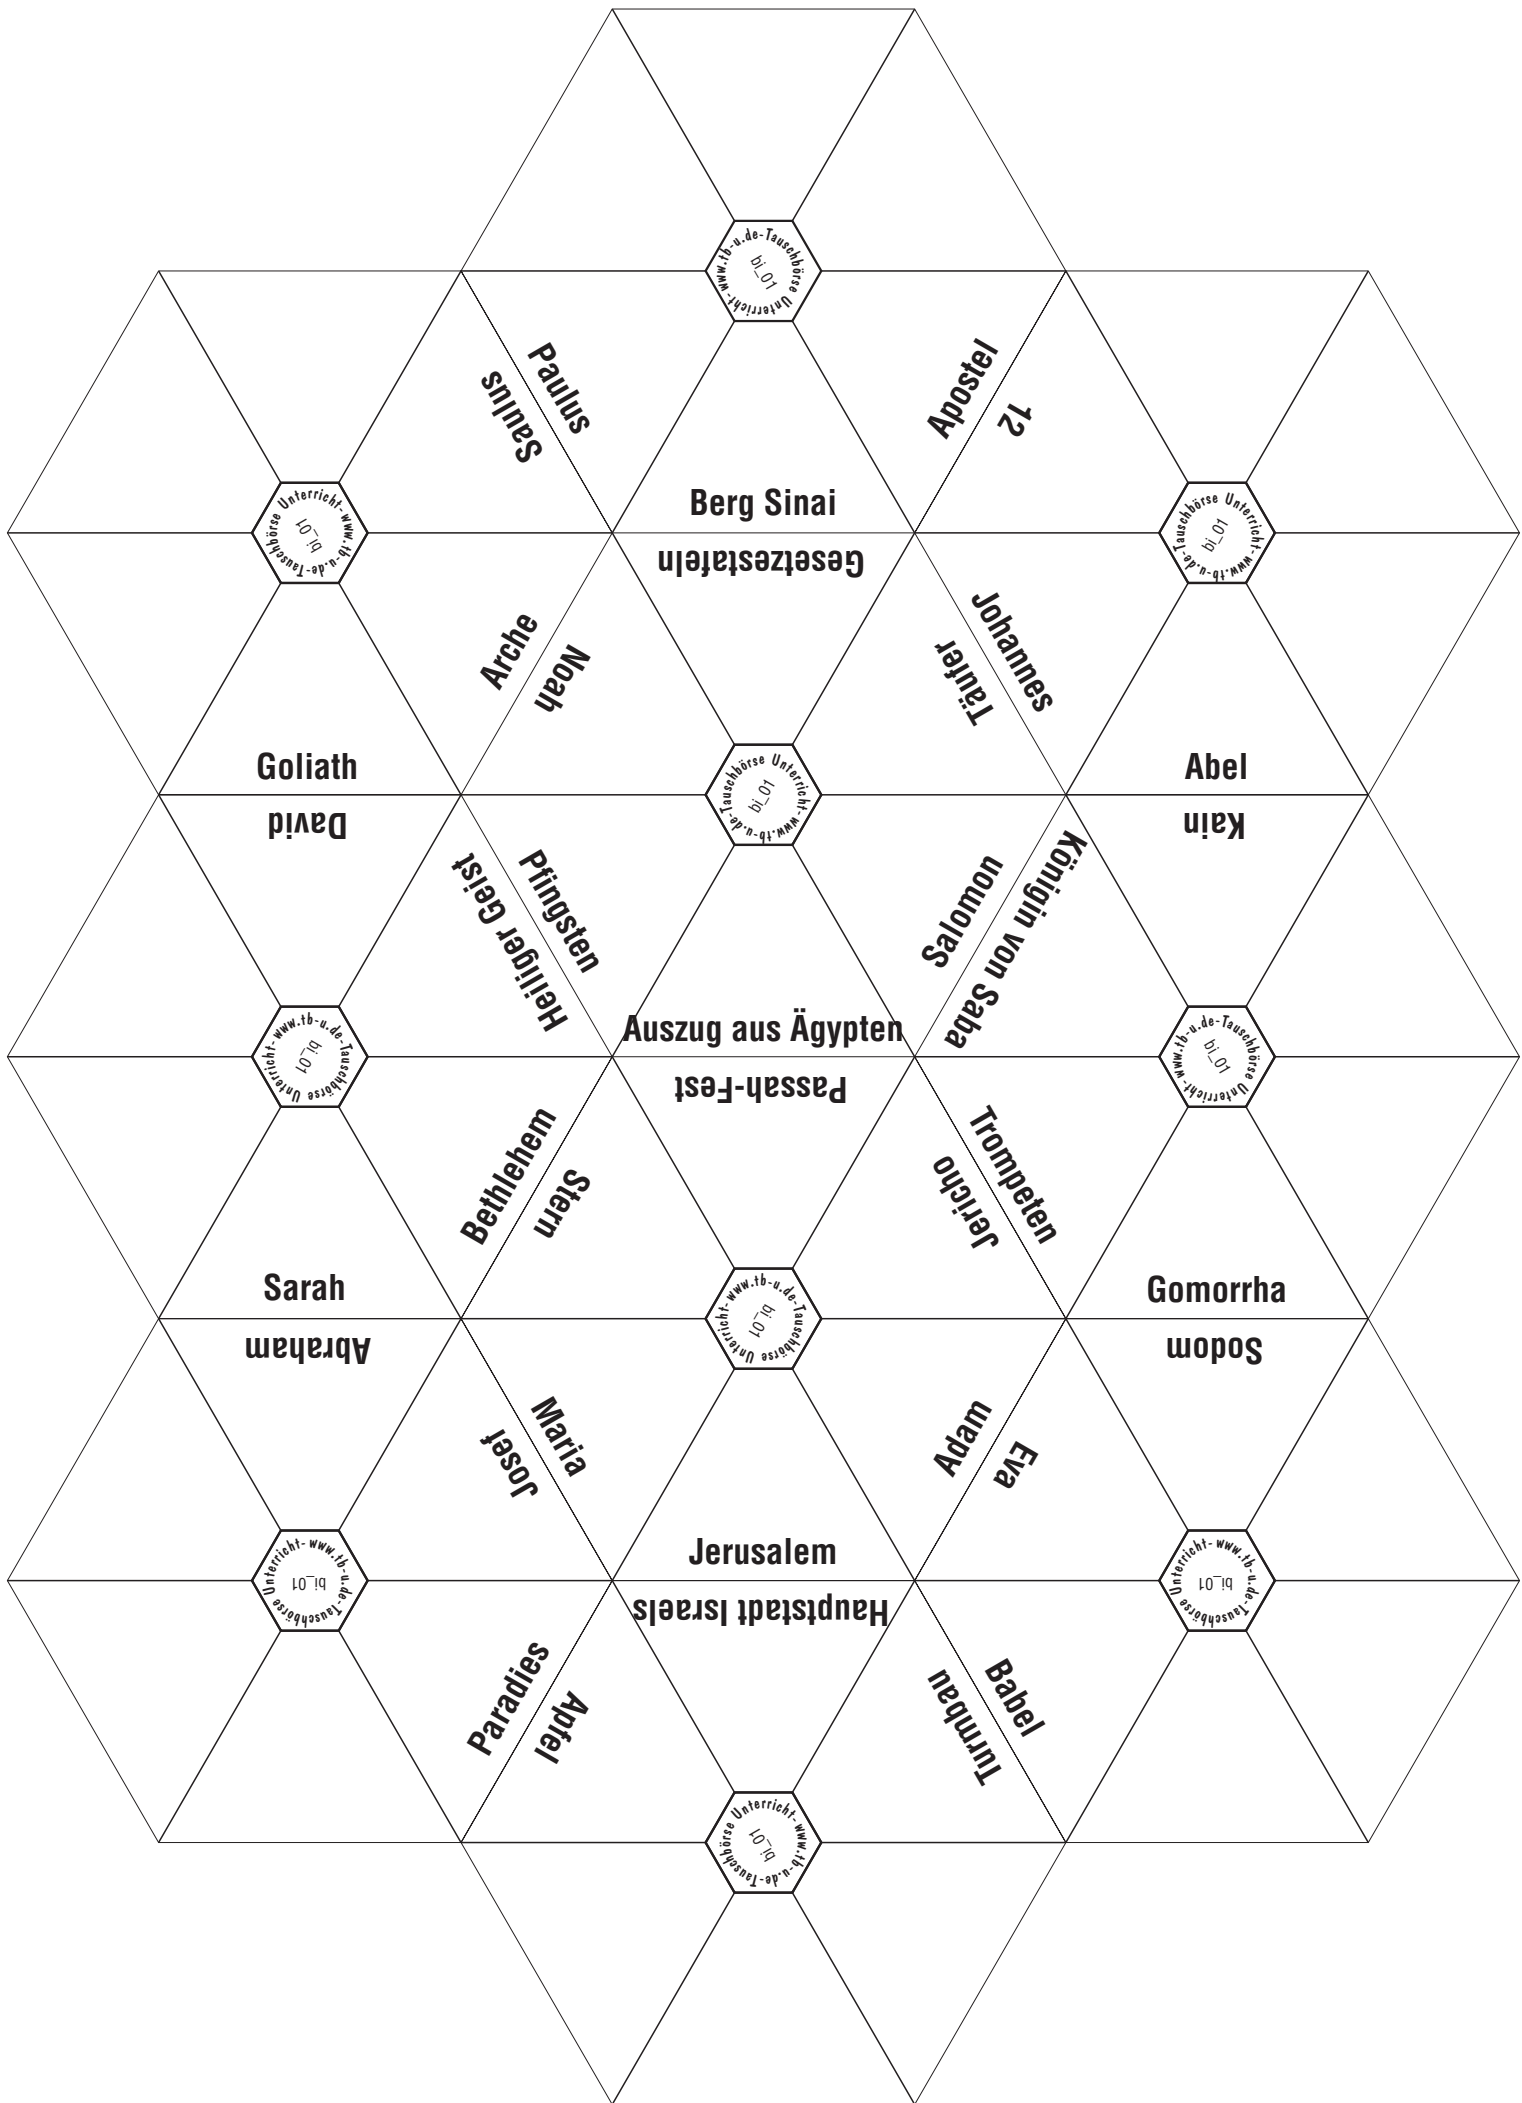 www.tb-u.de-Tauschbörse Unterricht-
bi_01
Paulus
Saulus
Apostel
12
Berg Sinai
Gesetzestafeln
www.tb-u.de-Tauschbörse Unterricht-
bi_01
www.tb-u.de-Tauschbörse Unterricht-
bi_01
Arche
Noah
Johannes
Täufer
Goliath
David
www.tb-u.de-Tauschbörse Unterricht-
bi_01
Abel
Kain
Pfingsten
Heiliger Geist
Salomon
Königin von Saba
Auszug aus Ägypten
Passah-Fest
www.tb-u.de-Tauschbörse Unterricht-
bi_01
www.tb-u.de-Tauschbörse Unterricht-
bi_01
Bethlehem
Stern
Trompeten
Jericho
Sarah
Abraham
www.tb-u.de-Tauschbörse Unterricht-
bi_01
Gomorrha
Sodom
Maria
Josef
Adam
Eva
Jerusalem
Hauptstadt Israels
www.tb-u.de-Tauschbörse Unterricht-
bi_01
www.tb-u.de-Tauschbörse Unterricht-
bi_01
Paradies
Apfel
Babel
Turmbau
www.tb-u.de-Tauschbörse Unterricht-
bi_01